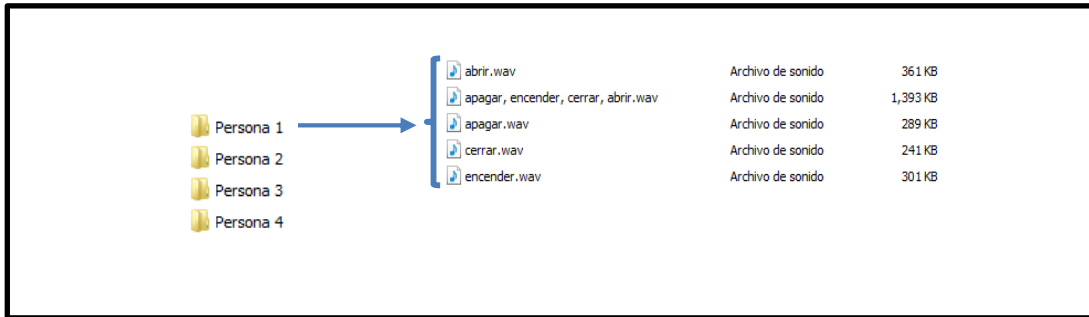 Persona 1
Persona 2
Persona 3
Persona 4
abrir.wav Archivo de sonido 361 KB
apagar, encender, cerrar, abrir.wav Archivo de sonido 1,393 KB
apagar.wav Archivo de sonido 289 KB
cerrar.wav Archivo de sonido 241 KB
encender.wav Archivo de sonido 301 KB